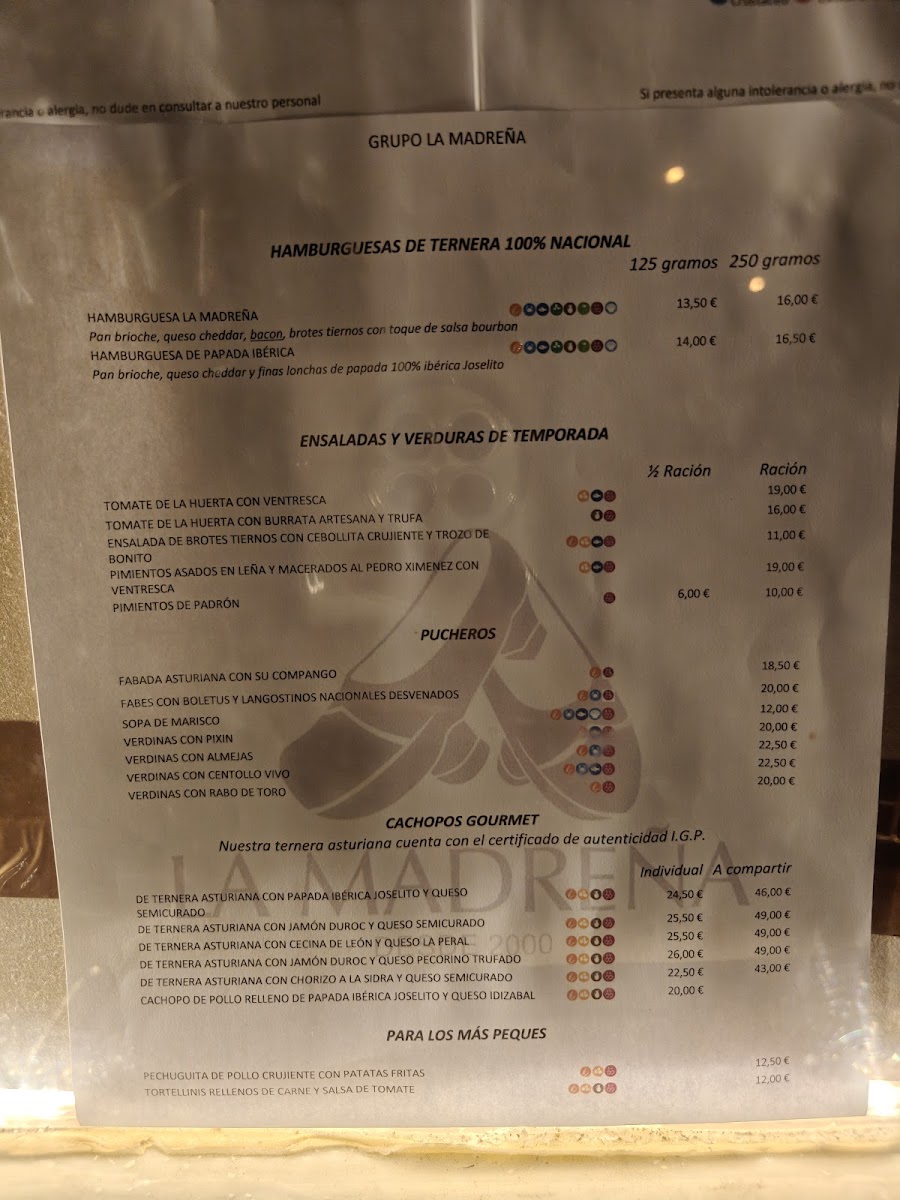 rancia o alergia, no dude en consultar a nuestro personal
Si presenta alguna intolerancia o alergia, no
GRUPO LA MADREÑA
HAMBURGUESAS DE TERNERA 100% NACIONAL
125 gramos 250 gramos
HAMBURGUESA LA MADREÑA 13,50 € 16,00 €
Pan brioche, queso cheddar, bacon, brotes tiernos con toque de salsa bourbon
HAMBURGUESA DE PAPADA IBÉRICA 14,00 € 16,50 €
Pan brioche, queso cheddar y finas lonchas de papada 100% ibérica Joselito
ENSALADAS Y VERDURAS DE TEMPORADA
½ Ración Ración
TOMATE DE LA HUERTA CON VENTRESCA 19,00 €
TOMATE DE LA HUERTA CON BURRATA ARTESANA Y TRUFA 16,00 €
ENSALADA DE BROTES TIERNOS CON CEBOLLITA CRUJIENTE Y TROZO DE 11,00 €
BONITO
PIMIENTOS ASADOS EN LEÑA Y MACERADOS AL PEDRO XIMENEZ CON 19,00 €
VENTRESCA
PIMIENTOS DE PADRÓN 6,00 € 10,00 €
PUCHEROS
FABADA ASTURIANA CON SU COMPANGO 18,50 €
FABES CON BOLETUS Y LANGOSTINOS NACIONALES DESVENADOS 20,00 €
SOPA DE MARISCO 12,00 €
VERDINAS CON PIXIN 20,00 €
VERDINAS CON ALMEJAS 22,50 €
VERDINAS CON CENTOLLO VIVO 22,50 €
VERDINAS CON RABO DE TORO 20,00 €
CACHOPOS GOURMET
Nuestra ternera asturiana cuenta con el certificado de autenticidad I.G.P.
LA MADREÑA
Individual A compartir
DE TERNERA ASTURIANA CON PAPADA IBÉRICA JOSELITO Y QUESO 24,50 € 46,00 €
SEMICURADO
DE TERNERA ASTURIANA CON JAMÓN DUROC Y QUESO SEMICURADO 25,50 € 49,00 €
DE TERNERA ASTURIANA CON CECINA DE LEÓN Y QUESO LA PERAL 25,50 € 49,00 €
DESDE 2000
DE TERNERA ASTURIANA CON JAMÓN DUROC Y QUESO PECORINO TRUFADO 26,00 € 49,00 €
DE TERNERA ASTURIANA CON CHORIZO A LA SIDRA Y QUESO SEMICURADO 22,50 € 43,00 €
CACHOPO DE POLLO RELLENO DE PAPADA IBÉRICA JOSELITO Y QUESO IDIZABAL 20,00 €
PARA LOS MÁS PEQUES
PECHUGUITA DE POLLO CRUJIENTE CON PATATAS FRITAS 12,50 €
TORTELLINIS RELLENOS DE CARNE Y SALSA DE TOMATE 12,00 €